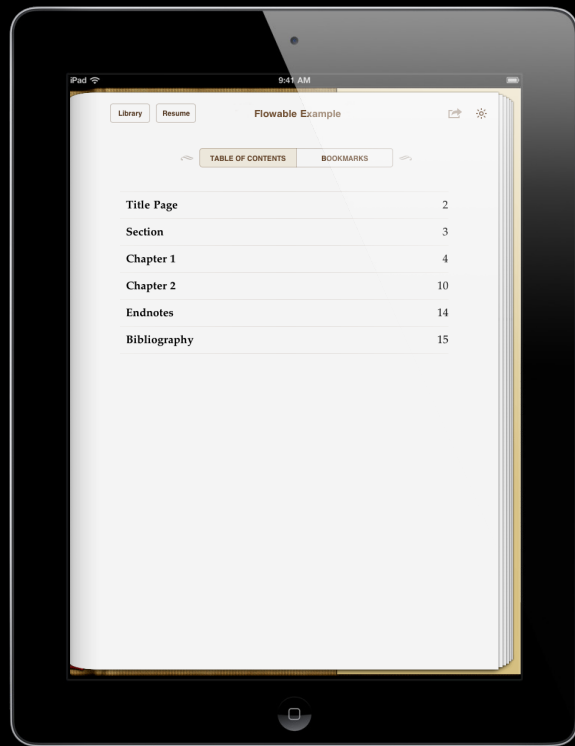 iPad 9:41 AM
Library Resume Flowable Example
TABLE OF CONTENTS BOOKMARKS
Title Page 2
Section 3
Chapter 1 4
Chapter 2 10
Endnotes 14
Bibliography 15